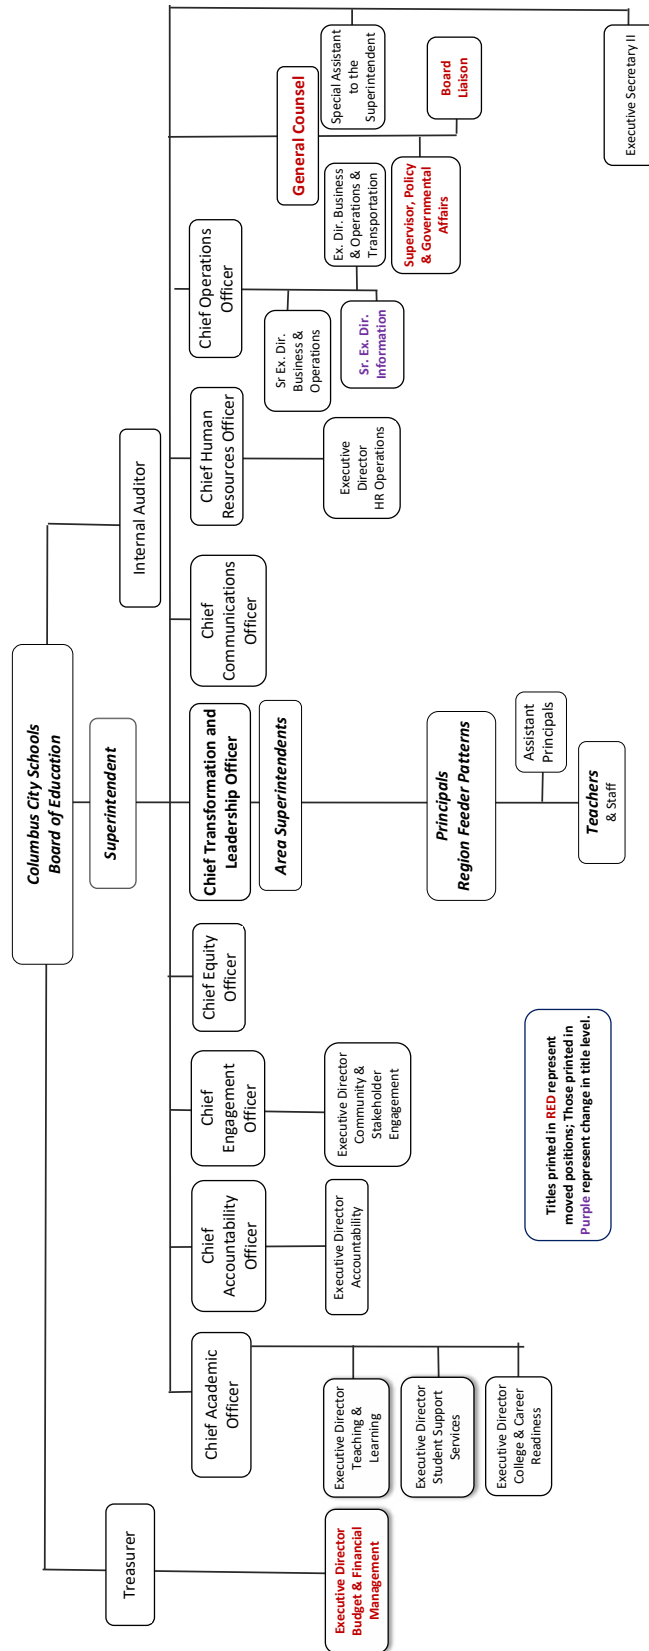 Columbus City Schools
Board of Education
Superintendent
Internal Auditor
Treasurer
Executive Director
Budget & Financial
Management
Chief Academic
Officer
Executive Director
Teaching &
Learning
Executive Director
Student Support
Services
Executive Director
College & Career
Readiness
Chief
Accountability
Officer
Executive Director
Accountability
Chief
Engagement
Officer
Executive Director
Community &
Stakeholder
Engagement
Chief Equity
Officer
Chief Transformation and
Leadership Officer
Area Superintendents
Principals
Region Feeder Patterns
Assistant
Principals
Teachers
& Staff
Chief
Communications
Officer
Chief Human
Resources Officer
Executive
Director
HR Operations
Chief Operations
Officer
Sr Ex. Dir.
Business &
Operations
Sr. Ex. Dir.
Information
Ex. Dir. Business
& Operations &
Transportation
General Counsel
Supervisor, Policy
& Governmental
Affairs
Board
Liaison
Special Assistant
to the
Superintendent
Executive Secretary II
Titles printed in RED represent
moved positions; Those printed in
Purple represent change in title level.